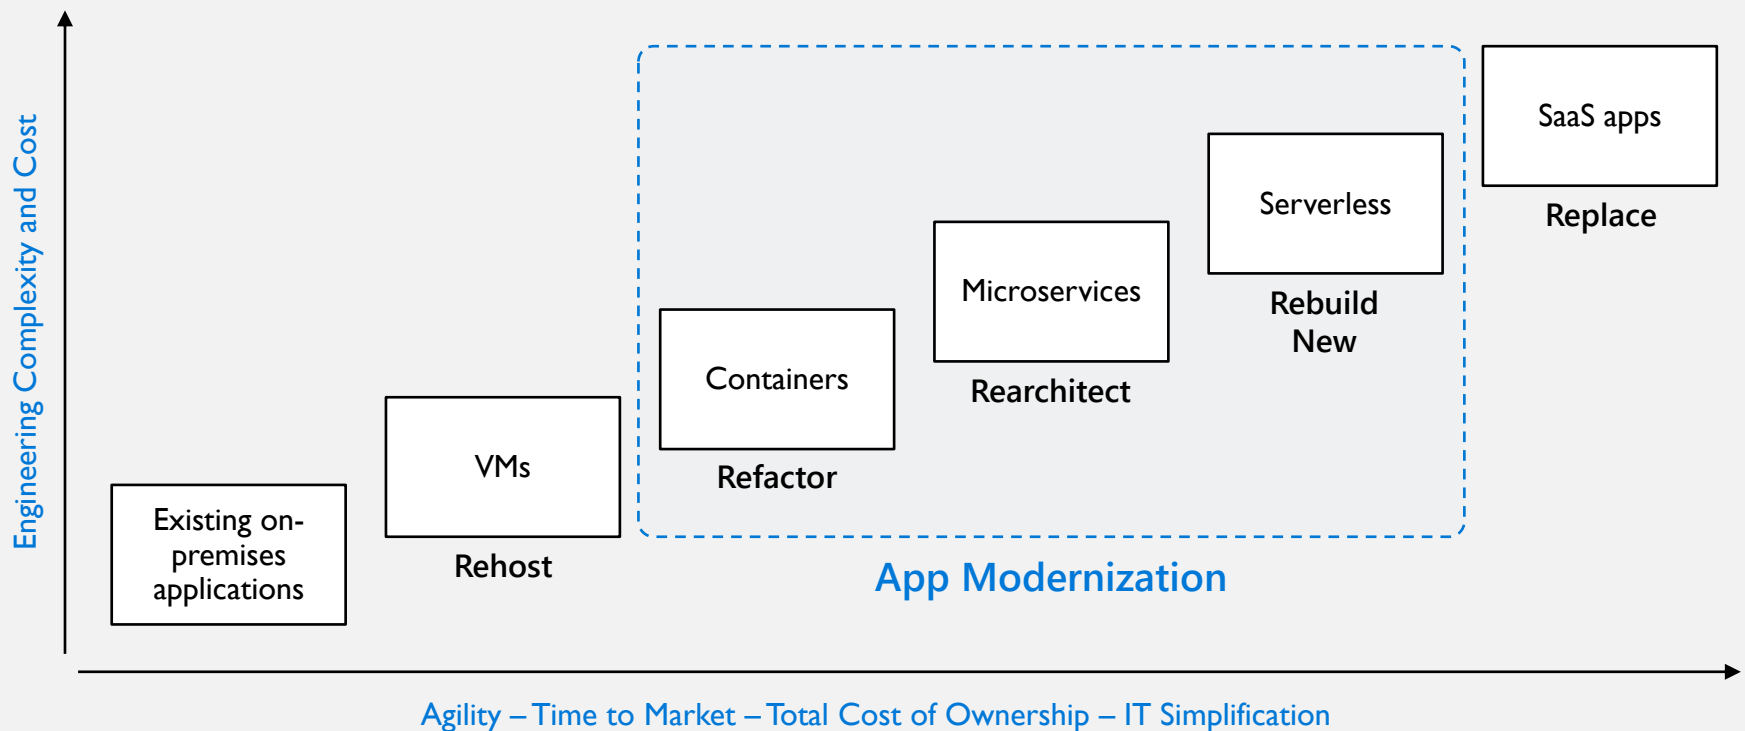 Engineering Complexity and Cost
Existing on-
premises
applications
VMs
Rehost
Containers
Refactor
Microservices
Rearchitect
Serverless
Rebuild
New
SaaS apps
Replace
App Modernization
Agility – Time to Market – Total Cost of Ownership – IT Simplification